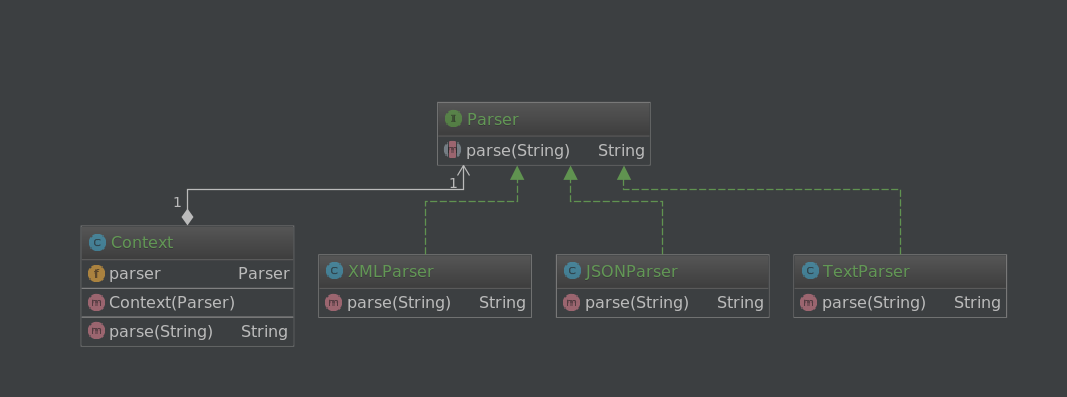 Parser
parse(String) String
1
1
Context
parser Parser
Context(Parser)
parse(String) String
XMLParser
parse(String) String
JSONParser
parse(String) String
TextParser
parse(String) String